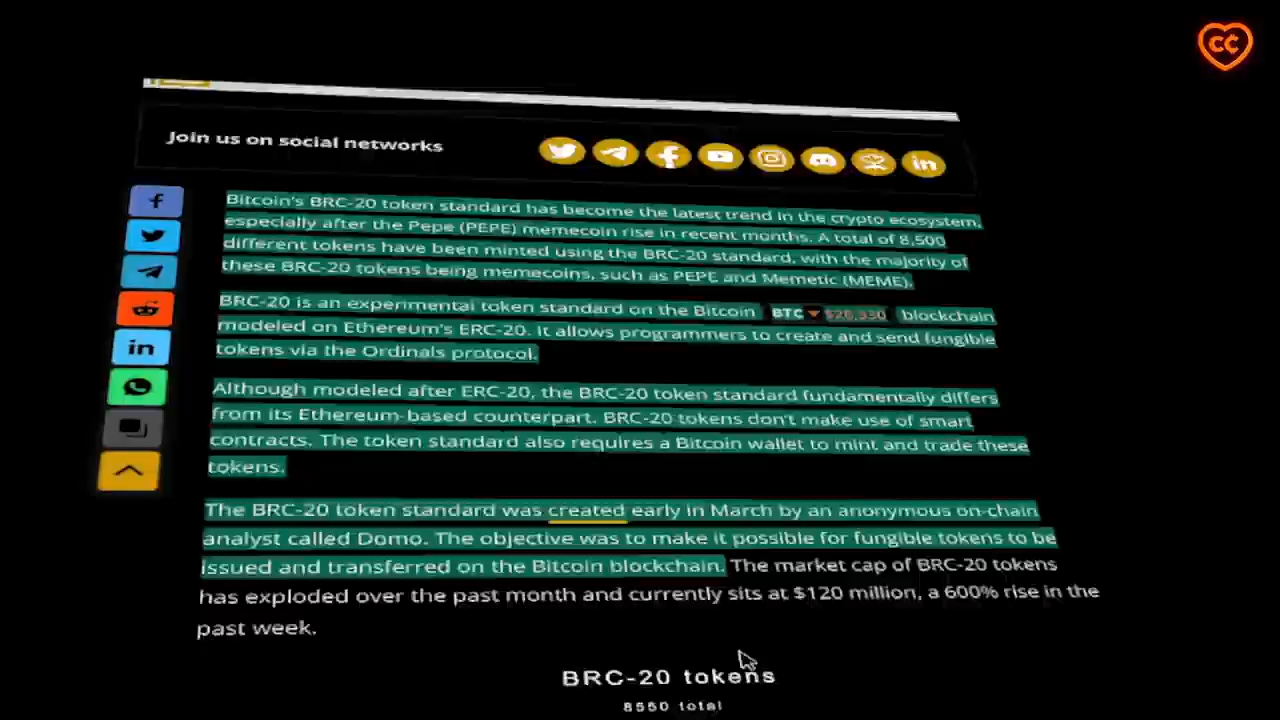 Join us on social networks
Bitcoin's BRC-20 token standard has become the latest trend in the crypto ecosystem,
especially after the Pepe (PEPE) memecoin rise in recent months. A total of 8,500
different tokens have been minted using the BRC-20 standard, with the majority of
these BRC-20 tokens being memecoins, such as PEPE and Memetic (MEME).
BRC-20 is an experimental token standard on the Bitcoin BTC blockchain
modeled on Ethereum's ERC-20. It allows programmers to create and send fungible
tokens via the Ordinals protocol.
Although modeled after ERC-20, the BRC-20 token standard fundamentally differs
from its Ethereum-based counterpart. BRC-20 tokens don't make use of smart
contracts. The token standard also requires a Bitcoin wallet to mint and trade these
tokens.
The BRC-20 token standard was created early in March by an anonymous on-chain
analyst called Domo. The objective was to make it possible for fungible tokens to be
issued and transferred on the Bitcoin blockchain. The market cap of BRC-20 tokens
has exploded over the past month and currently sits at $120 million, a 600% rise in the
past week.
BRC-20 tokens
8550 total